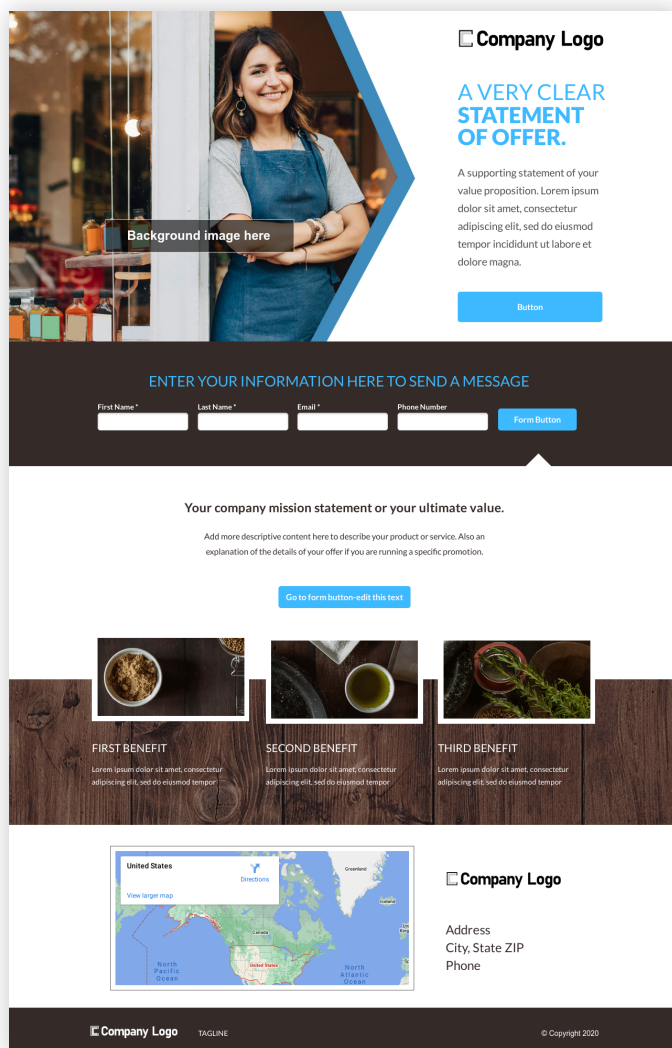 Company Logo
A VERY CLEAR
STATEMENT
OF OFFER.
A supporting statement of your
value proposition. Lorem ipsum
dolor sit amet, consectetur
adipiscing elit, sed do eiusmod
tempor incididunt ut labore et
dolore magna.
Background image here
Button
ENTER YOUR INFORMATION HERE TO SEND A MESSAGE
First Name *
Last Name *
Email *
Phone Number
Form Button
Your company mission statement or your ultimate value.
Add more descriptive content here to describe your product or service. Also an
explanation of the details of your offer if you are running a specific promotion.
Go to form button-edit this text
FIRST BENEFIT
Lorem ipsum dolor sit amet, consectetur
adipiscing elit, sed do eiusmod tempor
SECOND BENEFIT
Lorem ipsum dolor sit amet, consectetur
adipiscing elit, sed do eiusmod tempor
THIRD BENEFIT
Lorem ipsum dolor sit amet, consectetur
adipiscing elit, sed do eiusmod tempor
United States
Directions
View larger map
Greenland
Iceland
Canada
United States
North
Pacific
Ocean
North
Atlantic
Ocean
Company Logo
Address
City, State ZIP
Phone
Company Logo
TAGLINE
© Copyright 2020